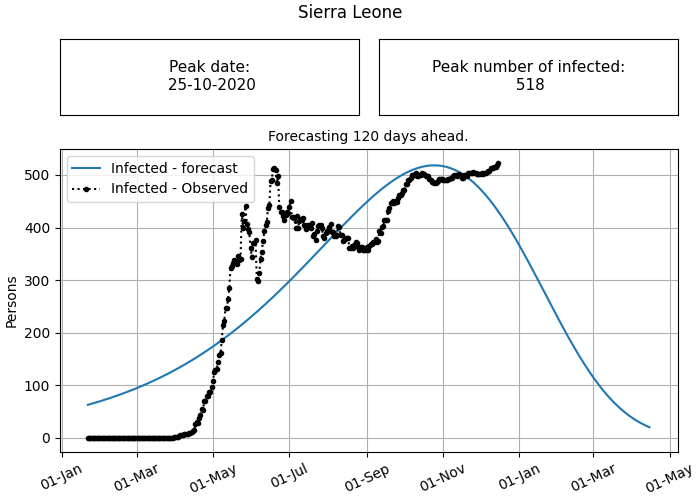 Sierra Leone
Peak date:
25-10-2020
Peak number of infected:
518
Forecasting 120 days ahead.
Infected - forecast
Infected - Observed
Persons
500
400
300
200
100
0
01-Jan
01-Mar
01-May
01-Jul
01-Sep
01-Nov
01-Jan
01-Mar
01-May